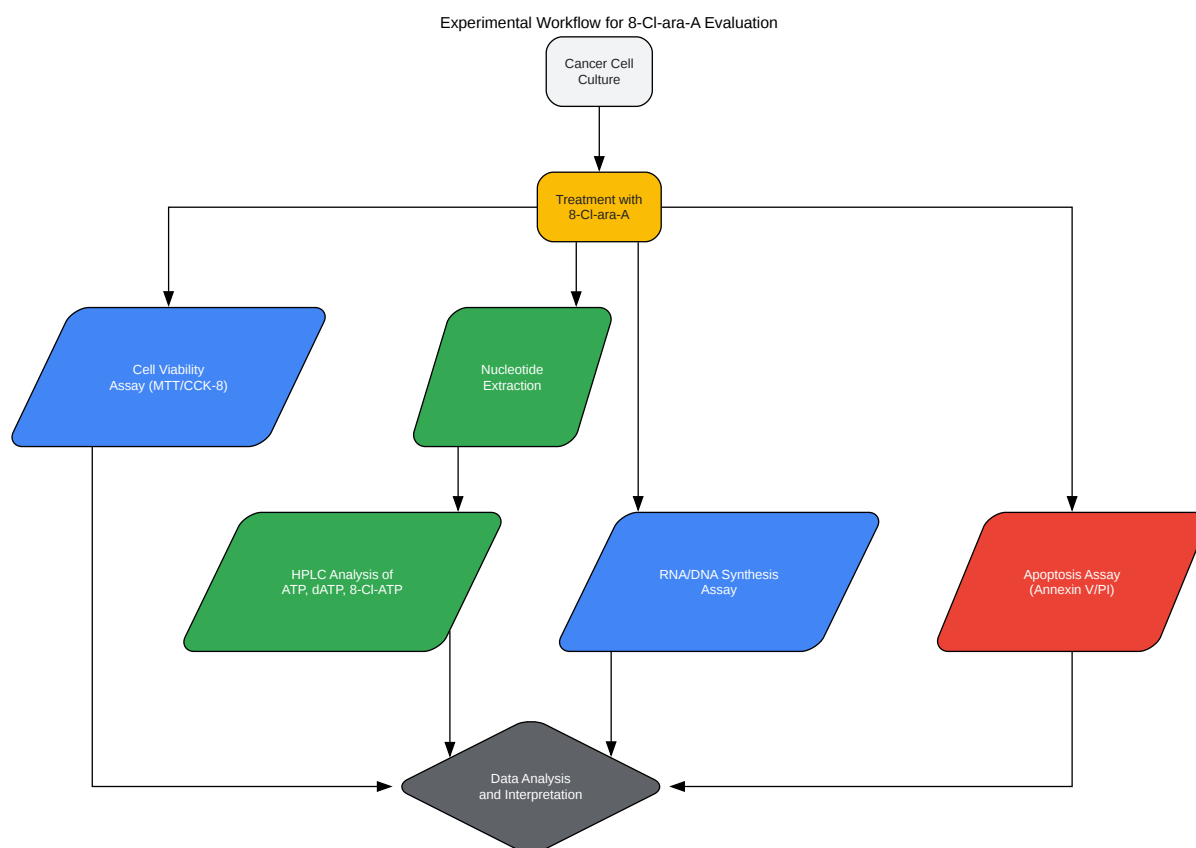 Experimental Workflow for 8-Cl-ara-A Evaluation
Cancer Cell
Culture
Treatment with
8-Cl-ara-A
Cell Viability
Assay (MTT/CCK-8)
Nucleotide
Extraction
HPLC Analysis of
ATP, dATP, 8-Cl-ATP
RNA/DNA Synthesis
Assay
Apoptosis Assay
(Annexin V/PI)
Data Analysis
and Interpretation